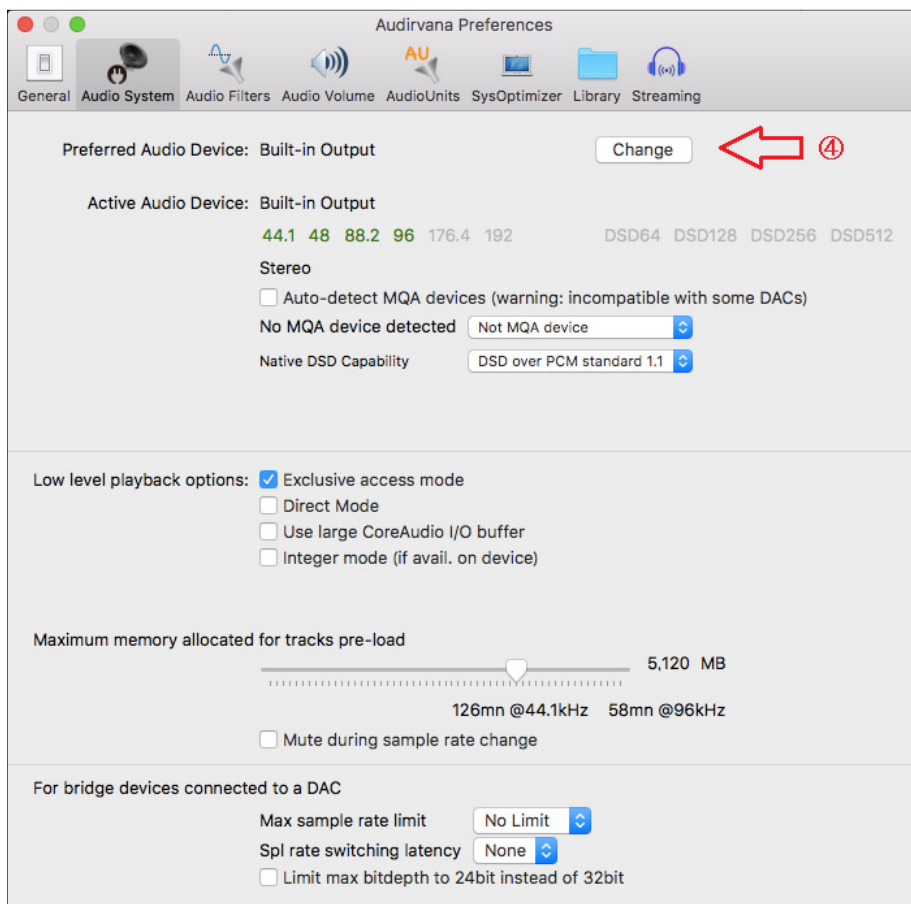 Audirvana Preferences
General Audio System Audio Filters Audio Volume AudioUnits SysOptimizer Library Streaming
AU
Preferred Audio Device: Built-in Output Change ④
Active Audio Device: Built-in Output
44.1 48 88.2 96 176.4 192 DSD64 DSD128 DSD256 DSD512
Stereo
Auto-detect MQA devices (warning: incompatible with some DACs)
No MQA device detected Not MQA device
Native DSD Capability DSD over PCM standard 1.1
Low level playback options: Exclusive access mode
Direct Mode
Use large CoreAudio I/O buffer
Integer mode (if avail. on device)
Maximum memory allocated for tracks pre-load
5,120 MB
126mn @44.1kHz 58mn @96kHz
Mute during sample rate change
For bridge devices connected to a DAC
Max sample rate limit No Limit
Spl rate switching latency None
Limit max bitdepth to 24bit instead of 32bit